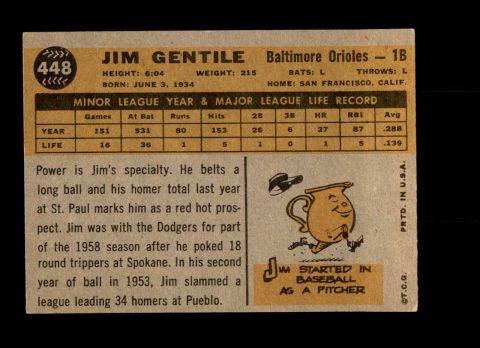 448
JIM GENTILE Baltimore Orioles — 1B
HEIGHT: 6:04 WEIGHT: 215 BATS: L THROWS: L
BORN: JUNE 3, 1934 HOME: SAN FRANCISCO, CALIF.
MINOR LEAGUE YEAR & MAJOR LEAGUE LIFE RECORD
Games At Bat Runs Hits 2B 3B HR RBI Avg
YEAR 151 531 80 153 26 6 27 87 .288
LIFE 16 36 1 5 1 0 1 5 .139
Power is Jim's specialty. He belts a
long ball and his homer total last year
at St. Paul marks him as a red hot pros-
pect. Jim was with the Dodgers for part
of the 1958 season after he poked 18
round trippers at Spokane. In his second
year of ball in 1953, Jim slammed a
league leading 34 homers at Pueblo.
JIM STARTED IN
BASEBALL
AS A PITCHER
©T.C.G. PRTD. IN U.S.A.